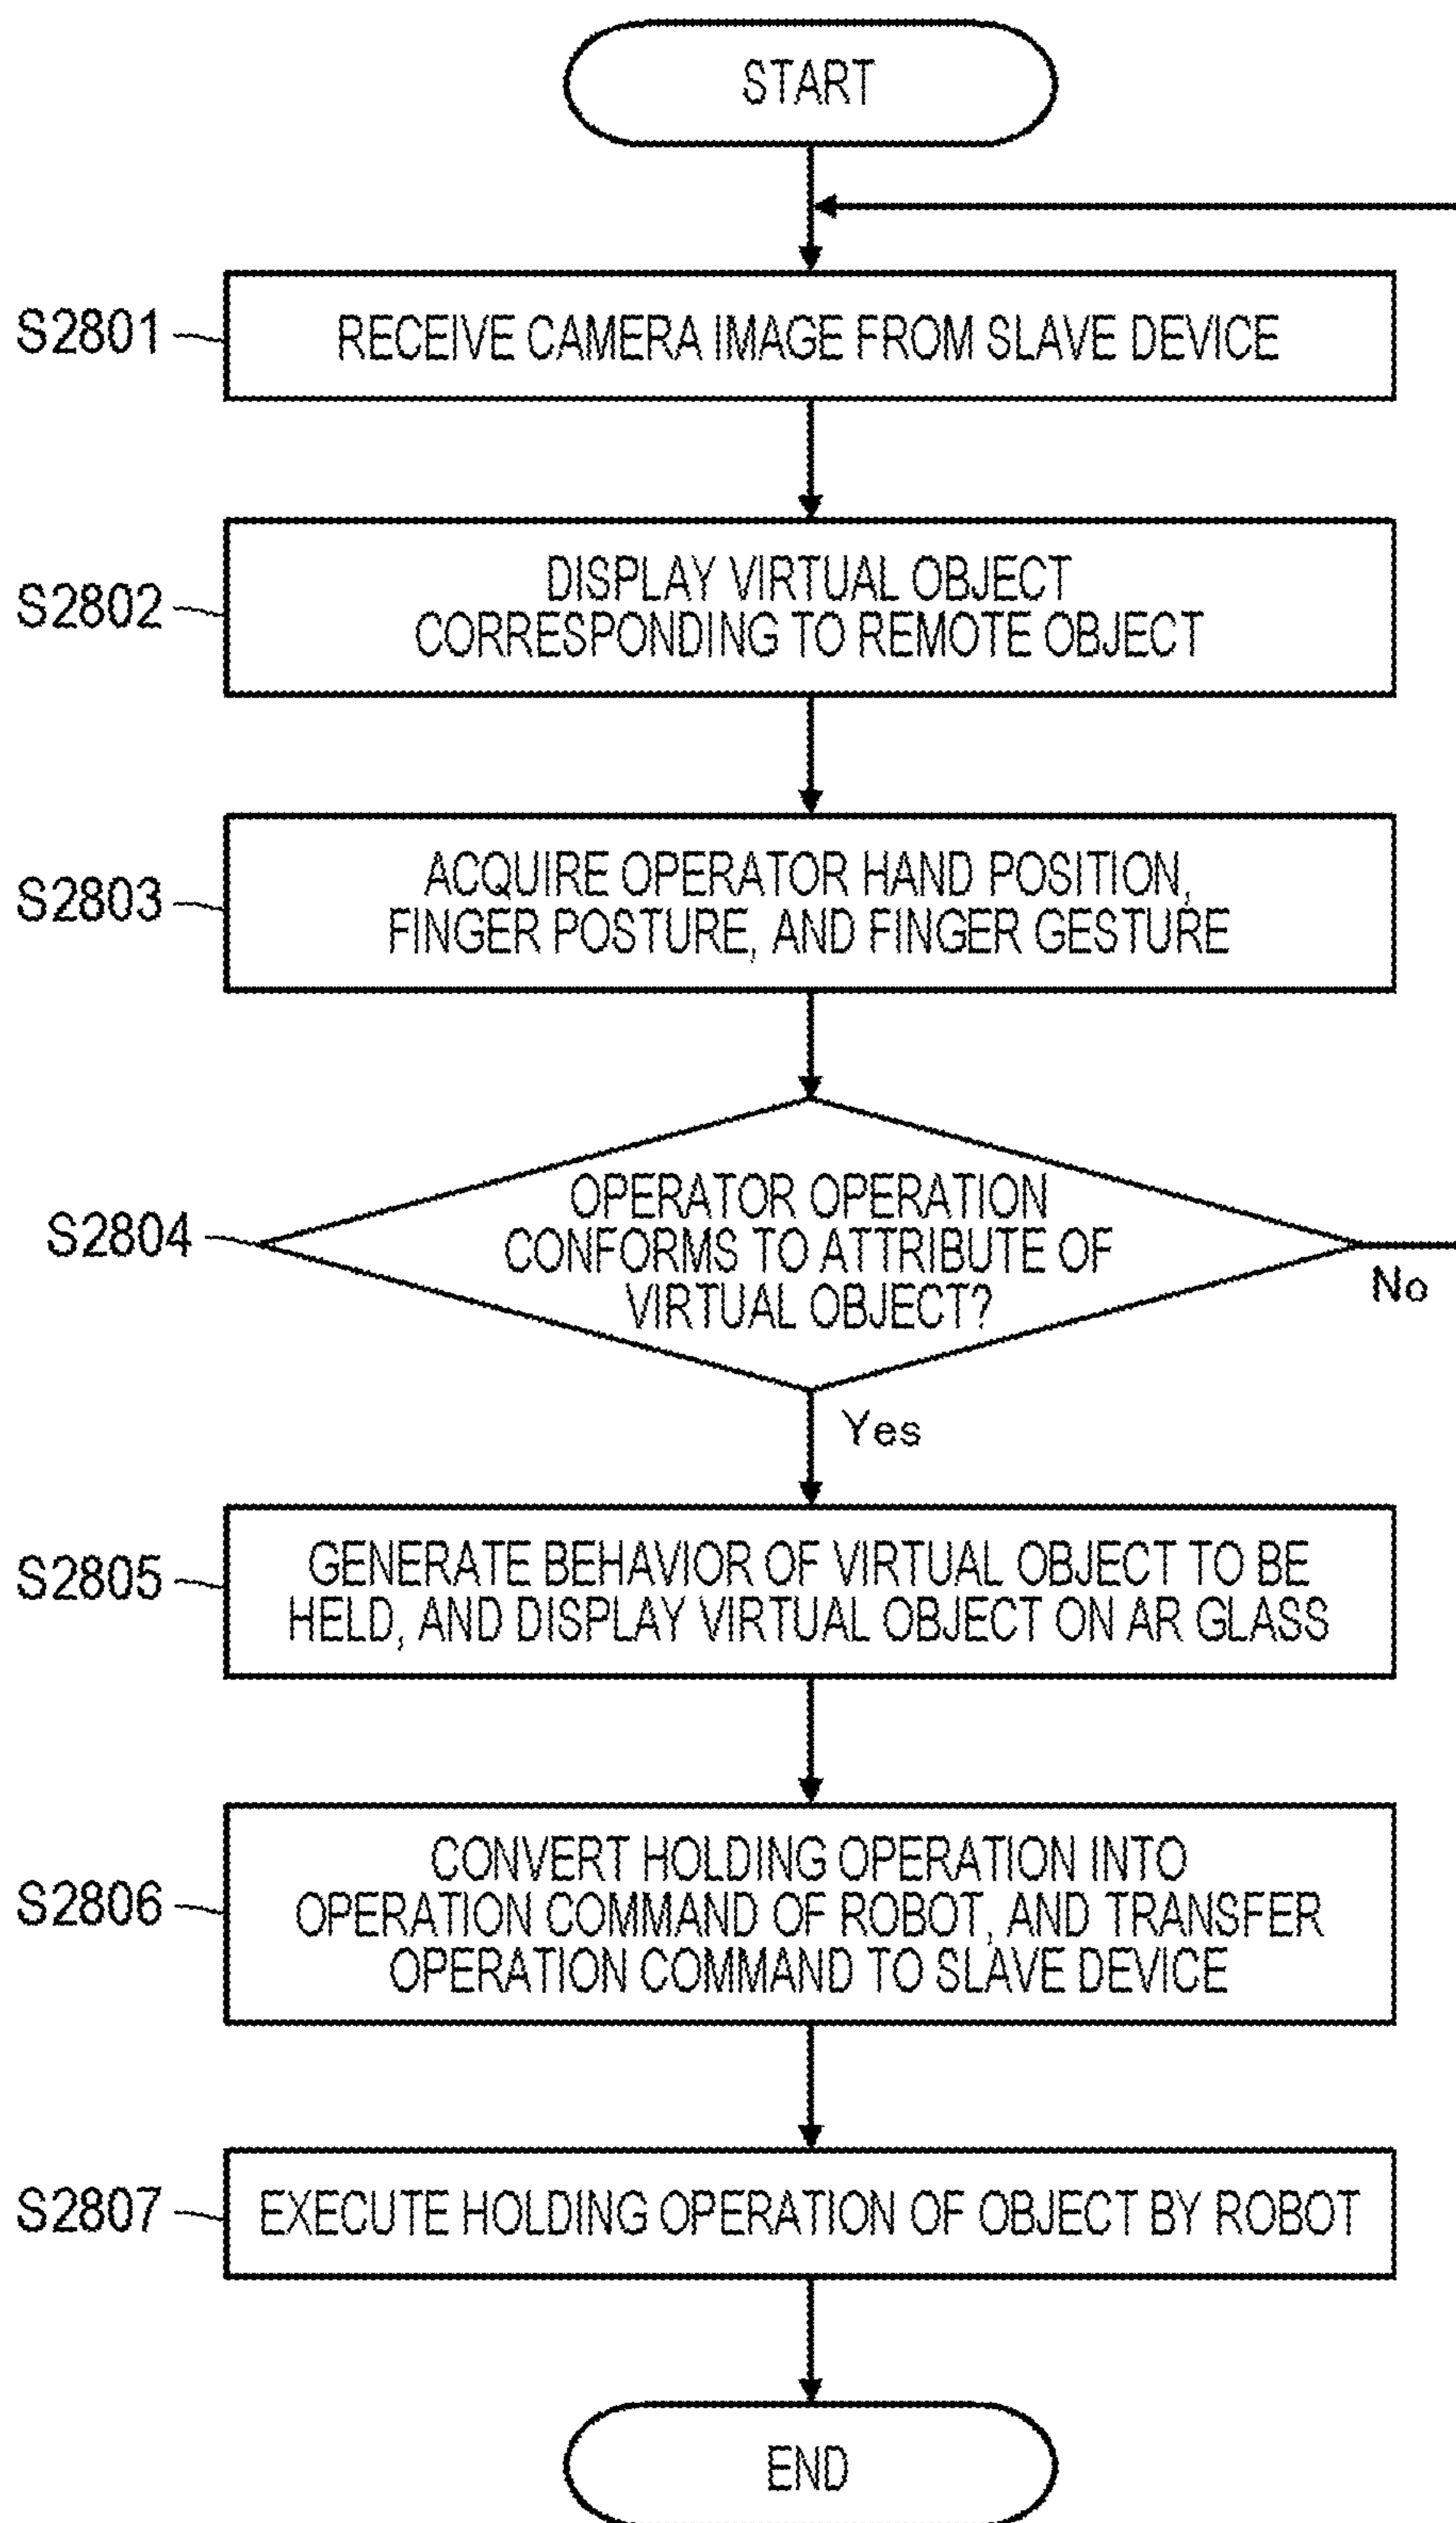 START
S2801
RECEIVE CAMERA IMAGE FROM SLAVE DEVICE
S2802
DISPLAY VIRTUAL OBJECT
CORRESPONDING TO REMOTE OBJECT
S2803
ACQUIRE OPERATOR HAND POSITION,
FINGER POSTURE, AND FINGER GESTURE
S2804
OPERATOR OPERATION
CONFORMS TO ATTRIBUTE OF
VIRTUAL OBJECT?
No
Yes
S2805
GENERATE BEHAVIOR OF VIRTUAL OBJECT TO BE
HELD, AND DISPLAY VIRTUAL OBJECT ON AR GLASS
S2806
CONVERT HOLDING OPERATION INTO
OPERATION COMMAND OF ROBOT, AND TRANSFER
OPERATION COMMAND TO SLAVE DEVICE
S2807
EXECUTE HOLDING OPERATION OF OBJECT BY ROBOT
END